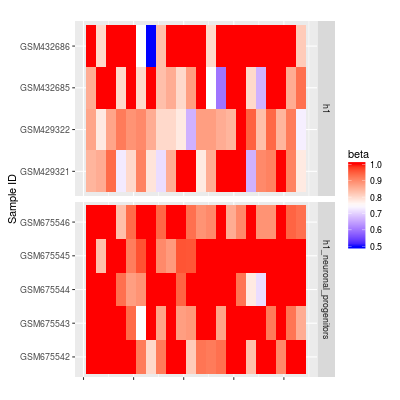 GSM432686
GSM432685
GSM429322
GSM429321
h1
GSM675546
GSM675545
GSM675544
GSM675543
GSM675542
h1_neuronal_progenitors
Sample ID
beta
1.0
0.9
0.8
0.7
0.6
0.5